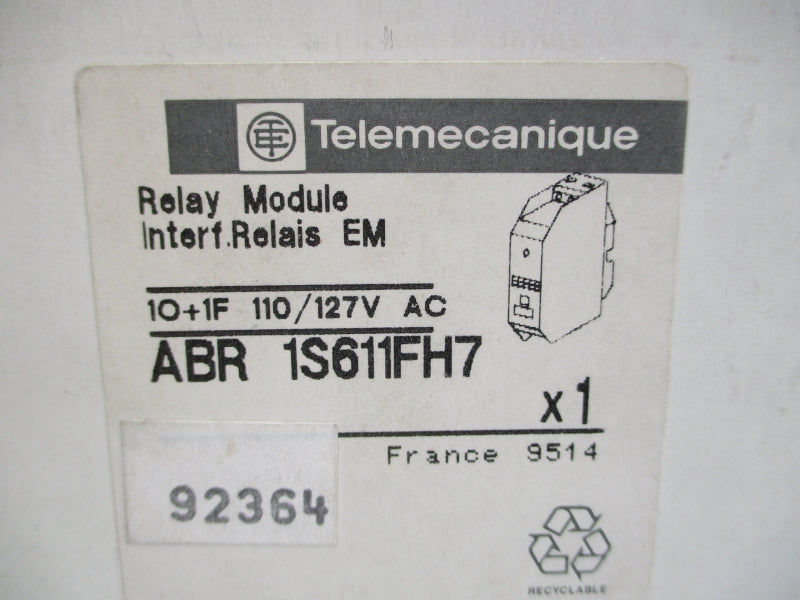 Telemecanique
Relay Module
Interf.Relais EM
1O+1F 110/127V AC
ABR 1S611FH7
x1
France 9514
92364
RECYCLABLE